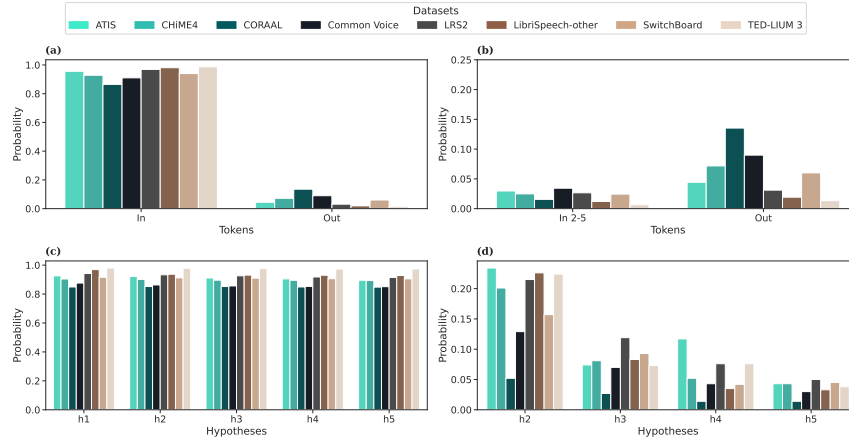 Datasets
ATIS CHiME4 CORAAL Common Voice LRS2 LibriSpeech-other SwitchBoard TED-LIUM 3
(a) (b)
Probability
1.0
0.8
0.6
0.4
0.2
0.0
In Out
Tokens
Probability
0.25
0.20
0.15
0.10
0.05
0.00
In 2-5 Out
Tokens
(c) (d)
Probability
1.0
0.8
0.6
0.4
0.2
0.0
h1 h2 h3 h4 h5
Hypotheses
Probability
0.20
0.15
0.10
0.05
0.00
h2 h3 h4 h5
Hypotheses